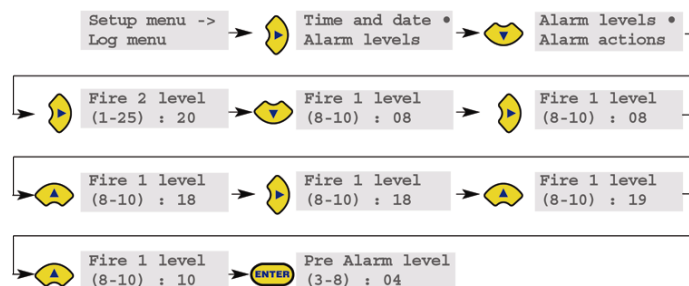 Setup menu ->
Log menu
Time and date •
Alarm levels
Alarm levels •
Alarm actions
Fire 2 level
(1-25) : 20
Fire 1 level
(8-10) : 08
Fire 1 level
(8-10) : 08
Fire 1 level
(8-10) : 18
Fire 1 level
(8-10) : 18
Fire 1 level
(8-10) : 19
Fire 1 level
(8-10) : 10
ENTER
Pre Alarm level
(3-8) : 04